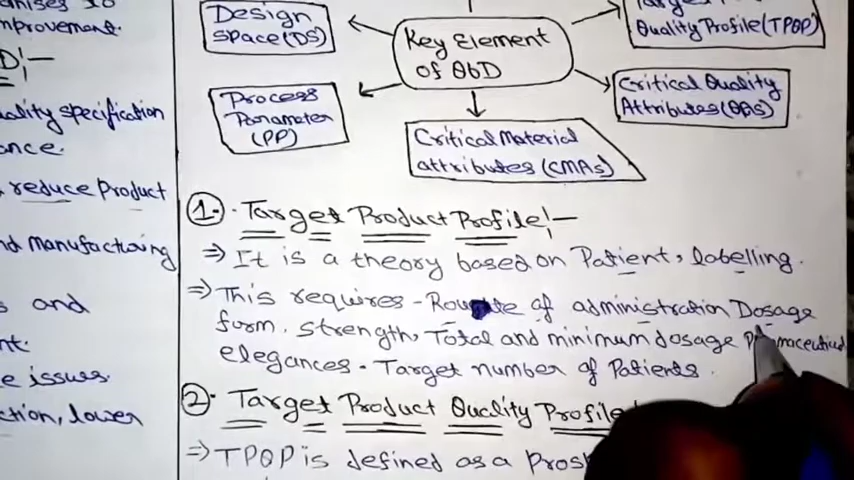 provement.
D:-
ality specification
ance.
reduce Product
nd manufacturing
s and
nt.
e issues
ction, lower
Design
space (DS)
Key Element
of QbD
Quality Profile (TPQP)
Process
Parameter
(PP)
Critical Material
attributes (CMAs)
Critical Quality
Attributes (QAs)
1. Target Product Profile:-
⇒ It is a theory based on Patient, labelling.
⇒ This requires - Route of administration Dosage
form. strength, Total and minimum dosage
elegances. Target number of Patients.
2. Target Product Quality Profile
⇒ TPQP is defined as a